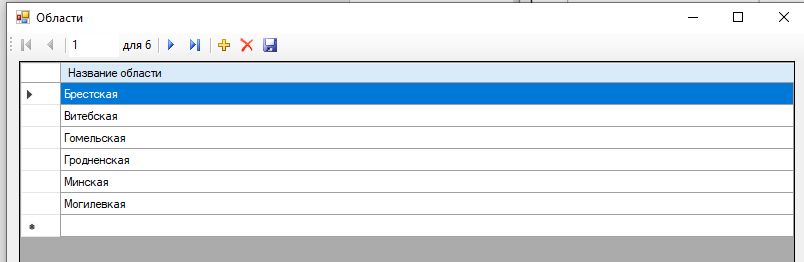 Области
1 для 6
Название области
Брестская
Витебская
Гомельская
Гродненская
Минская
Могилевкая